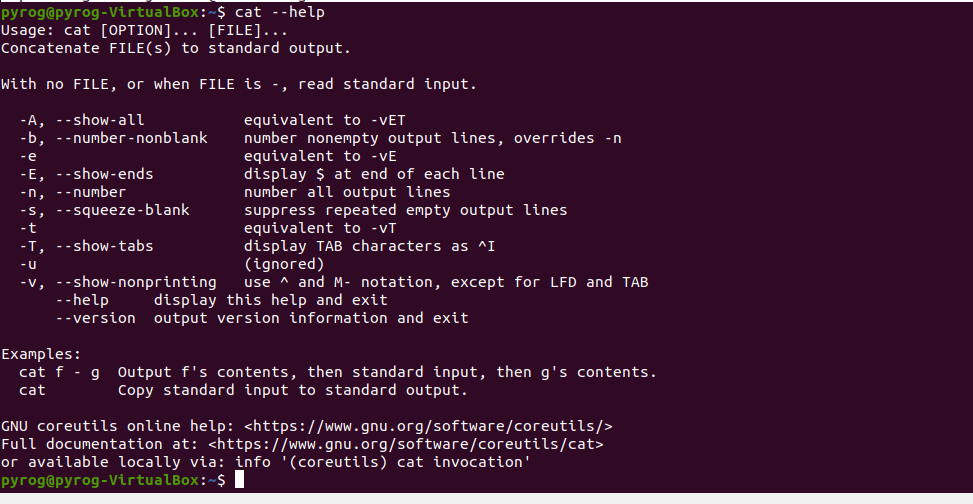 pyrog@pyrog-VirtualBox:~$ cat --help
Usage: cat [OPTION]... [FILE]...
Concatenate FILE(s) to standard output.

With no FILE, or when FILE is -, read standard input.

  -A, --show-all           equivalent to -vET
  -b, --number-nonblank    number nonempty output lines, overrides -n
  -e                       equivalent to -vE
  -E, --show-ends          display $ at end of each line
  -n, --number             number all output lines
  -s, --squeeze-blank      suppress repeated empty output lines
  -t                       equivalent to -vT
  -T, --show-tabs          display TAB characters as ^I
  -u                       (ignored)
  -v, --show-nonprinting   use ^ and M- notation, except for LFD and TAB
      --help     display this help and exit
      --version  output version information and exit

Examples:
  cat f - g  Output f's contents, then standard input, then g's contents.
  cat        Copy standard input to standard output.

GNU coreutils online help: <https://www.gnu.org/software/coreutils/>
Full documentation at: <https://www.gnu.org/software/coreutils/cat>
or available locally via: info '(coreutils) cat invocation'
pyrog@pyrog-VirtualBox:~$